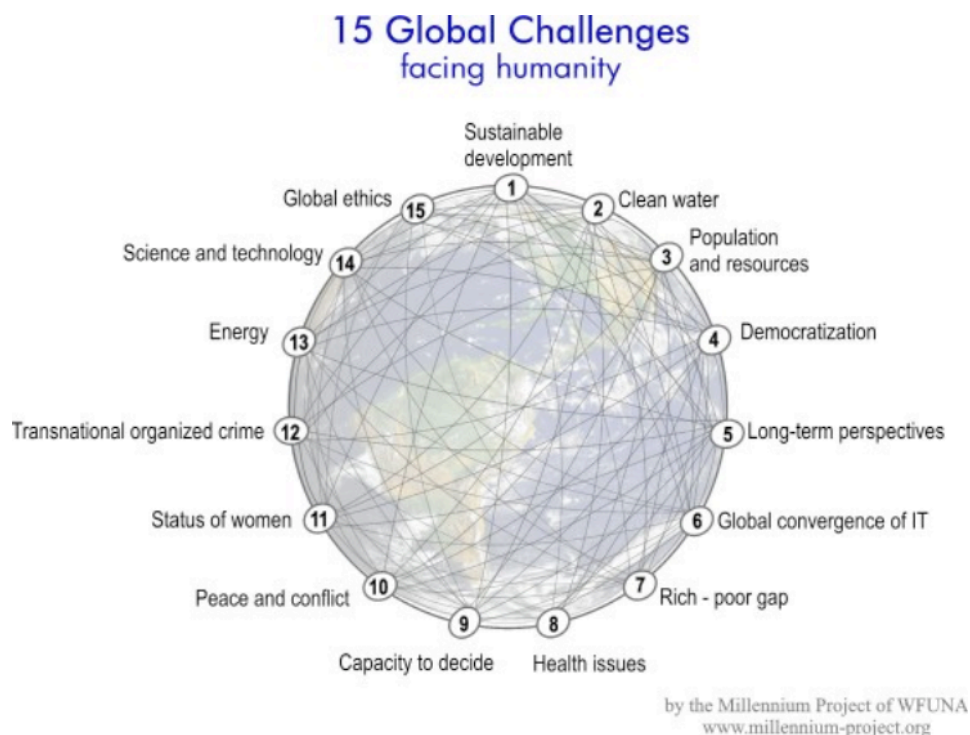 15 Global Challenges
facing humanity
Sustainable
development
1
2
Clean water
3
Population
and resources
4
Democratization
5
Long-term perspectives
6
Global convergence of IT
7
Rich - poor gap
8
Health issues
9
Capacity to decide
10
Peace and conflict
11
Status of women
12
Transnational organized crime
13
Energy
14
Science and technology
15
Global ethics
by the Millennium Project of WFUNA
www.millennium-project.org